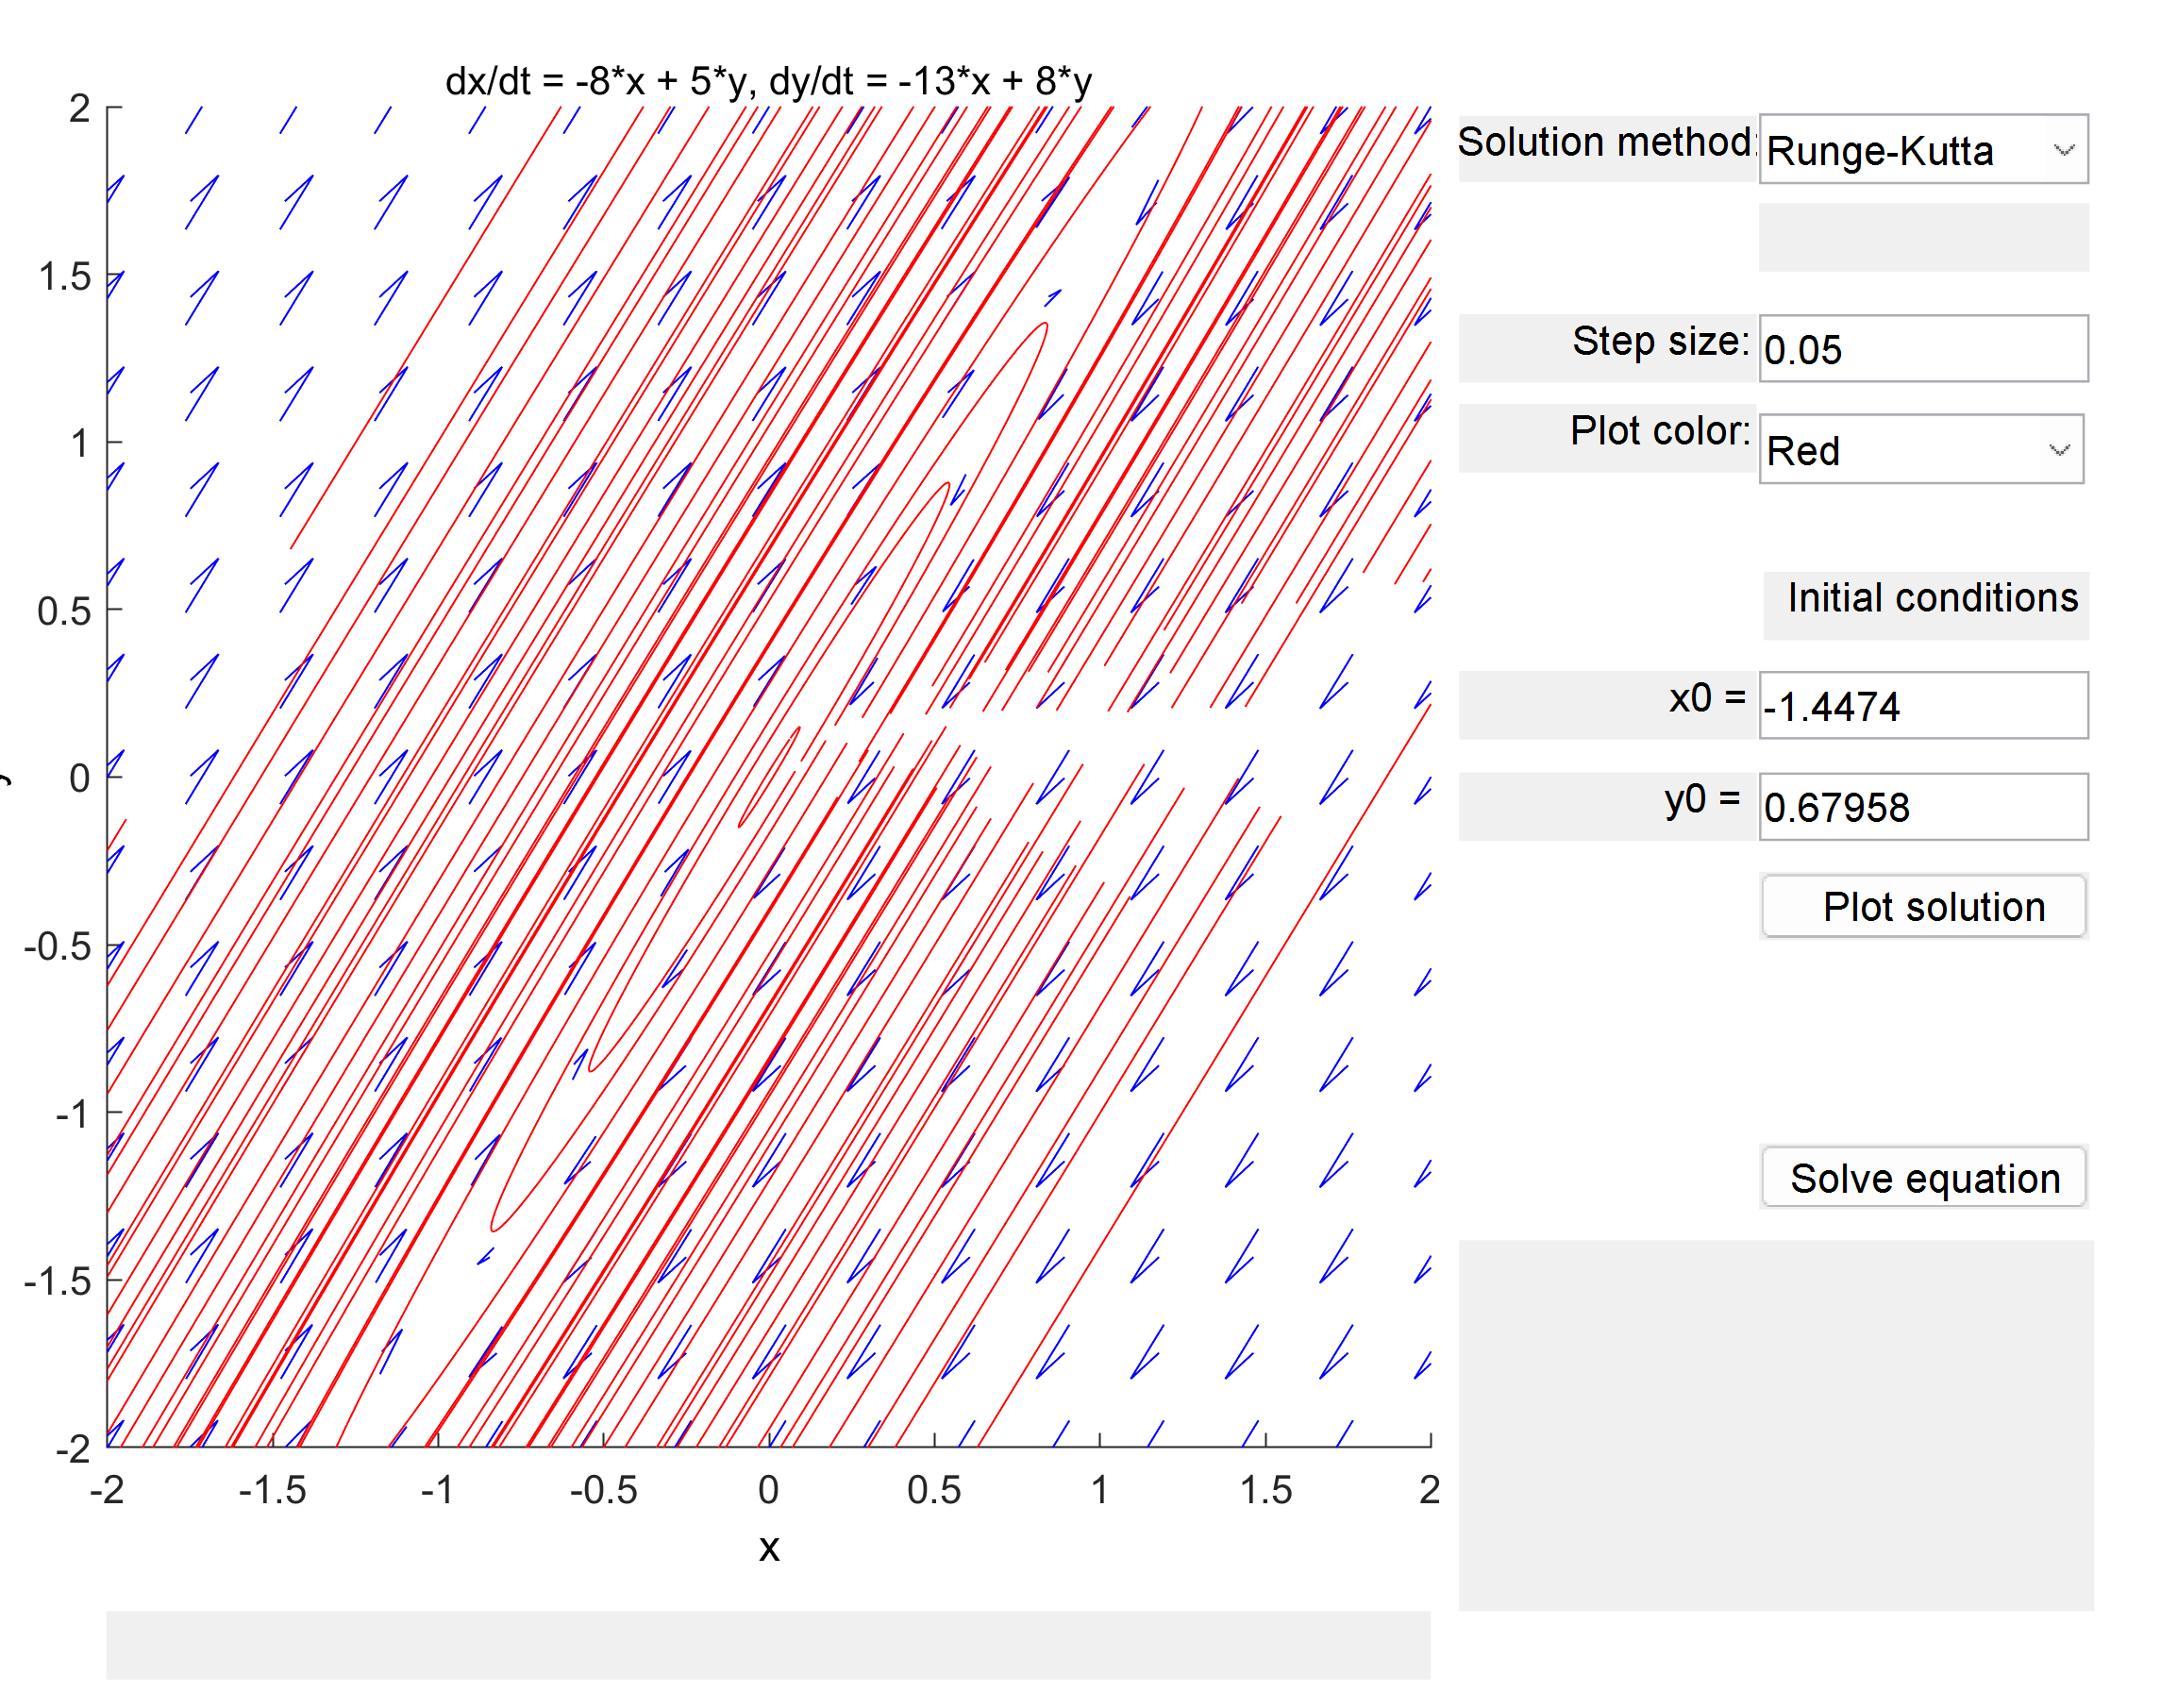 dx/dt = -8*x + 5*y, dy/dt = -13*x + 8*y
2
1.5
1
0.5
0
-0.5
-1
-1.5
-2
-2 -1.5 -1 -0.5 0 0.5 1 1.5 2
x
y
Solution method: Runge-Kutta
Step size: 0.05
Plot color: Red
Initial conditions
x0 = -1.4474
y0 = 0.67958
Plot solution
Solve equation